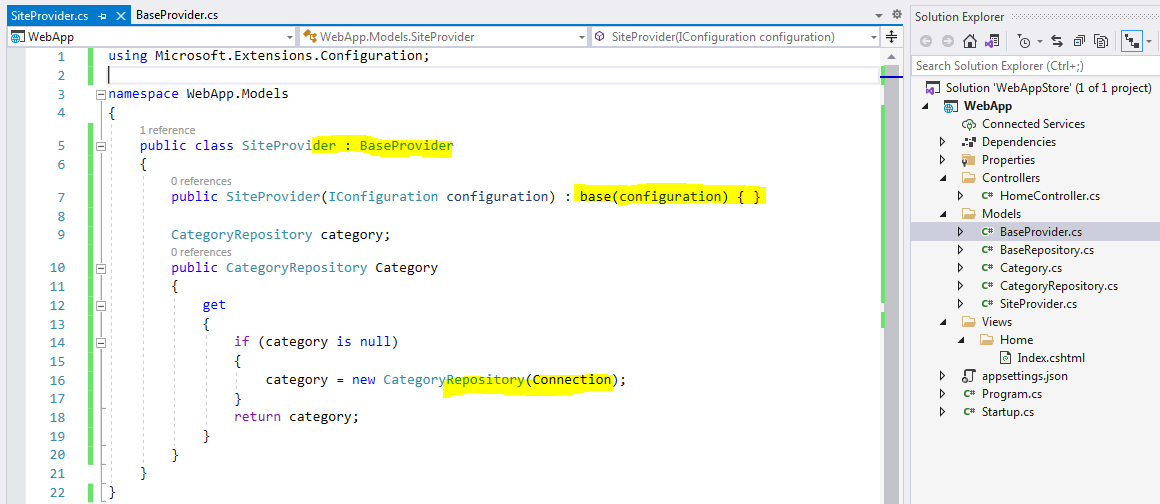 SiteProvider.cs
BaseProvider.cs
WebApp
WebApp.Models.SiteProvider
SiteProvider(IConfiguration configuration)
1 using Microsoft.Extensions.Configuration;
2
3 namespace WebApp.Models
4 {
1 reference
5 public class SiteProvider : BaseProvider
6 {
0 references
7 public SiteProvider(IConfiguration configuration) : base(configuration) { }
8
9 CategoryRepository category;
0 references
10 public CategoryRepository Category
11 {
12 get
13 {
14 if (category is null)
15 {
16 category = new CategoryRepository(Connection);
17 }
18 return category;
19 }
20 }
21 }
22 }
Solution Explorer
Search Solution Explorer (Ctrl+;)
Solution 'WebAppStore' (1 of 1 project)
WebApp
Connected Services
Dependencies
Properties
Controllers
C# HomeController.cs
Models
C# BaseProvider.cs
C# BaseRepository.cs
C# Category.cs
C# CategoryRepository.cs
C# SiteProvider.cs
Views
Home
Index.cshtml
appsettings.json
C# Program.cs
C# Startup.cs